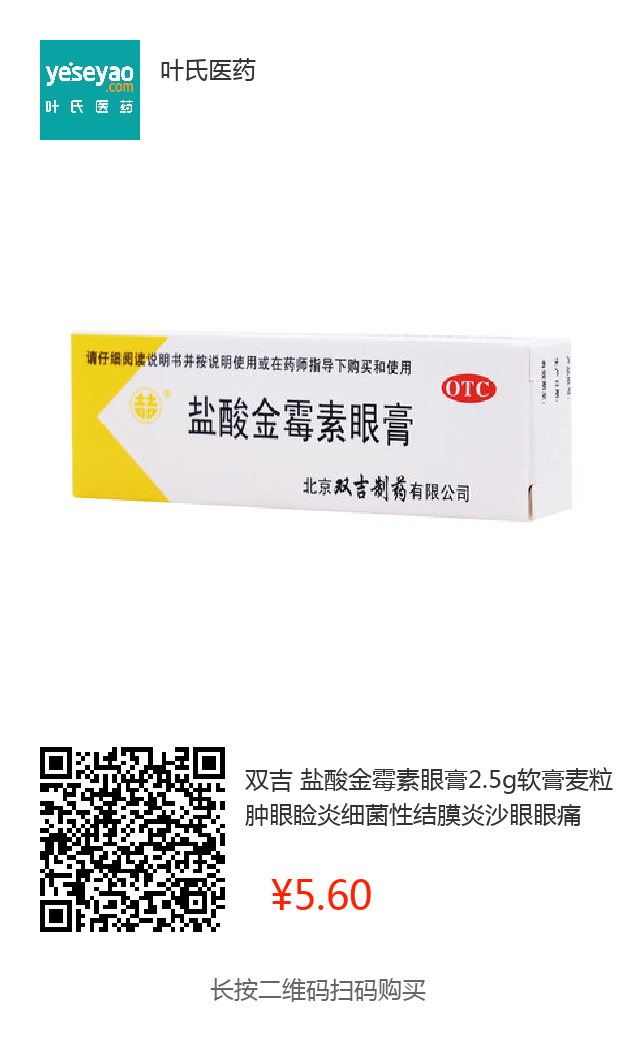 yeseyao
.com
叶氏医药
叶氏医药
请仔细阅读说明书并按说明使用或在药师指导下购买和使用
OTC
盐酸金霉素眼膏
北京双吉制药有限公司
双吉 盐酸金霉素眼膏2.5g软膏麦粒
肿眼睑炎细菌性结膜炎沙眼眼痛
¥5.60
长按二维码扫码购买